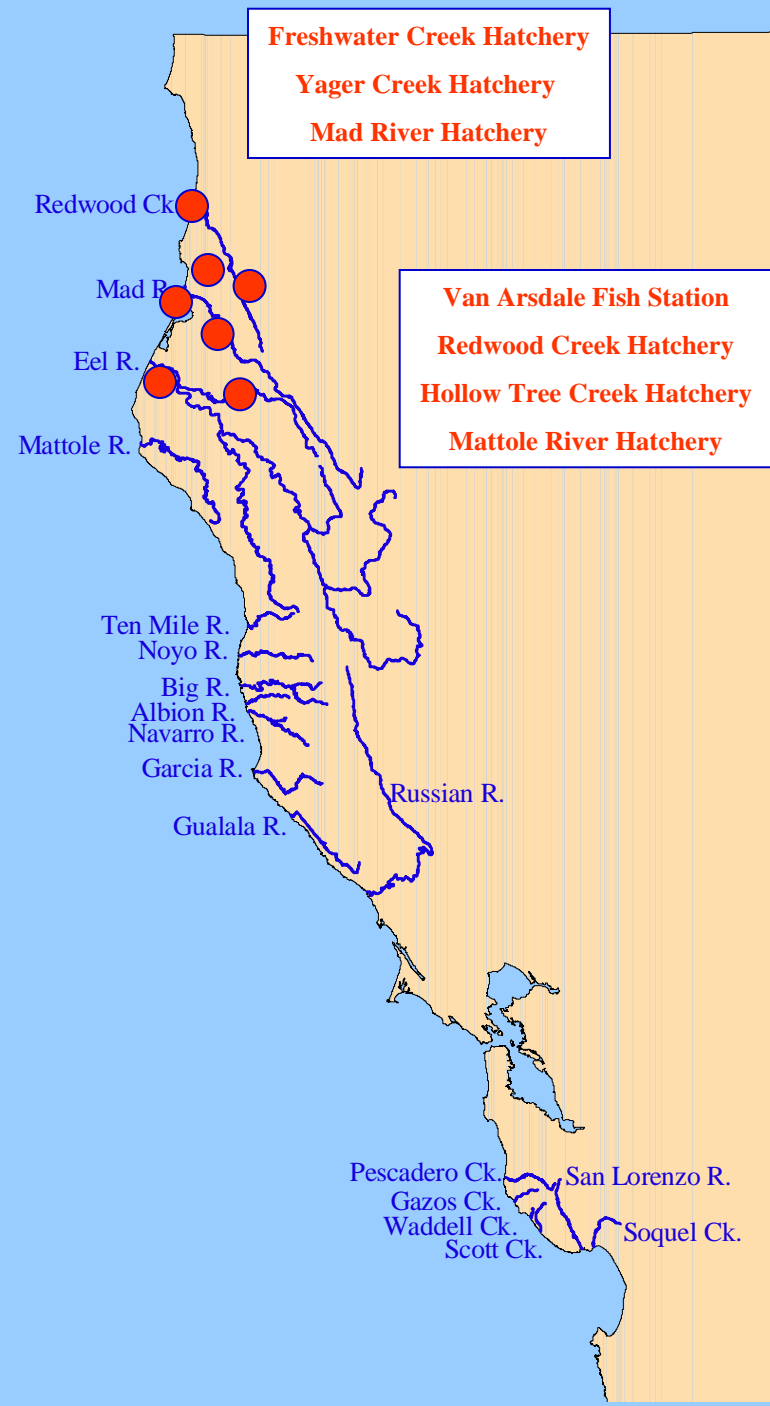 Freshwater Creek Hatchery
Yager Creek Hatchery
Mad River Hatchery
Redwood Ck
Mad R
Van Arsdale Fish Station
Redwood Creek Hatchery
Hollow Tree Creek Hatchery
Mattole River Hatchery
Eel R.
Mattole R.
Ten Mile R.
Noyo R.
Big R.
Albion R.
Navarro R.
Garcia R.
Russian R.
Gualala R.
Pescadero Ck.
San Lorenzo R.
Gazos Ck.
Waddell Ck.
Soquel Ck.
Scott Ck.